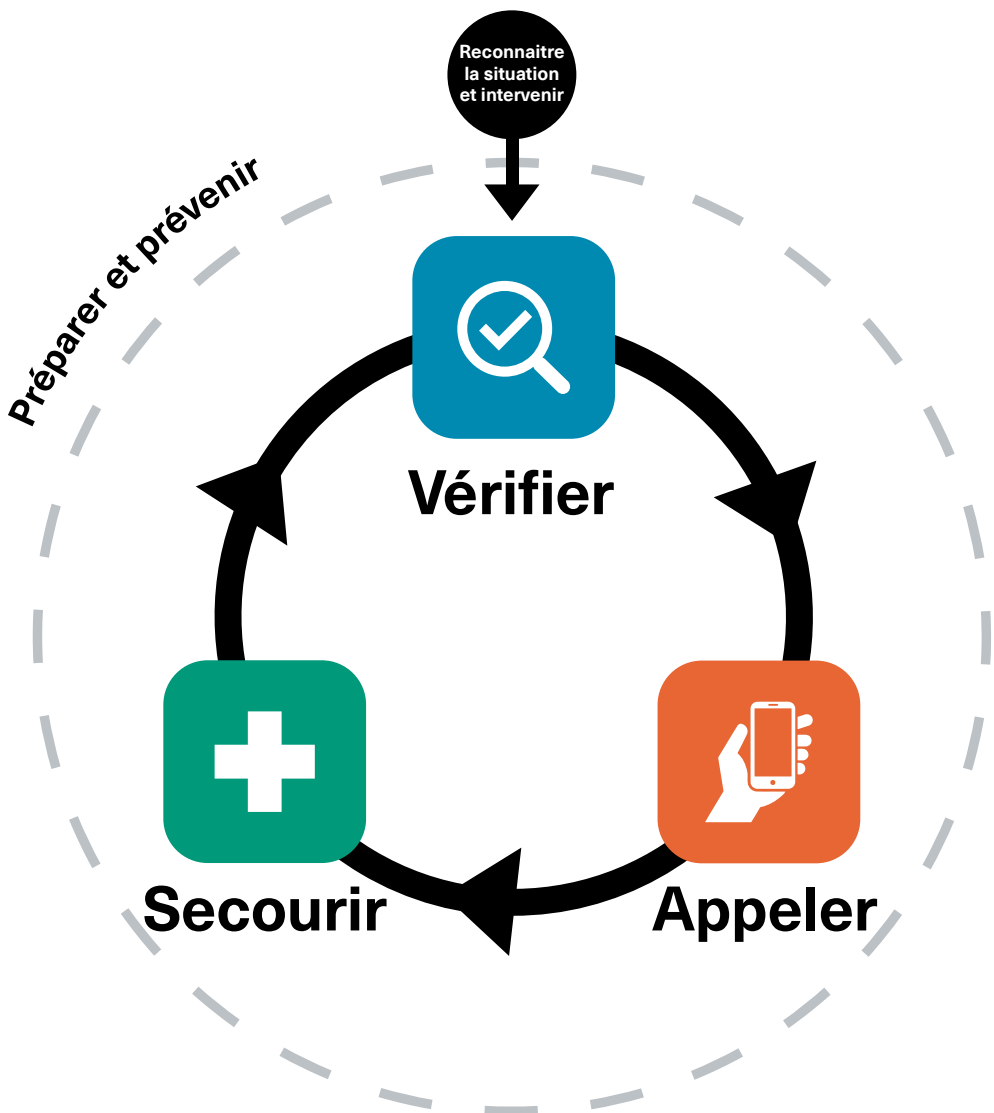 Reconnaitre
la situation
et intervenir
Préparer et prévenir
Vérifier
Secourir
Appeler